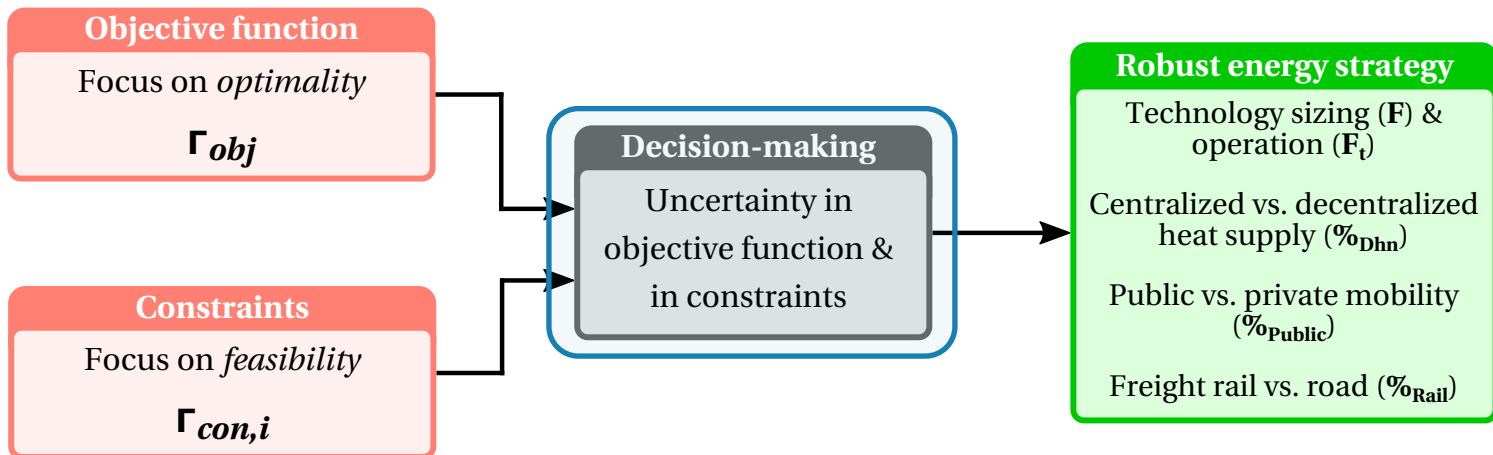 Objective function
Focus on optimality
Γobj
Constraints
Focus on feasibility
Γcon,i
Decision-making
Uncertainty in
objective function &
in constraints
Robust energy strategy
Technology sizing (F) &
operation (Ft)
Centralized vs. decentralized
heat supply (%Dhn)
Public vs. private mobility
(%Public)
Freight rail vs. road (%Rail)